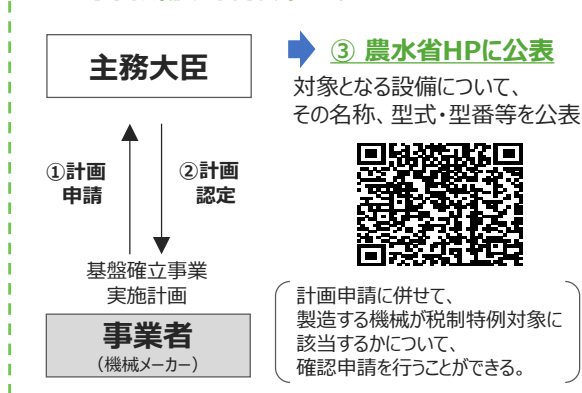 主務大臣
③ 農水省HPに公表
対象となる設備について、
その名称、型式・型番等を公表
①計画
申請
②計画
認定
基盤確立事業
実施計画
事業者
（機械メーカー）
計画申請に併せて、
製造する機械が税制特例対象に
該当するかについて、
確認申請を行うことができる。